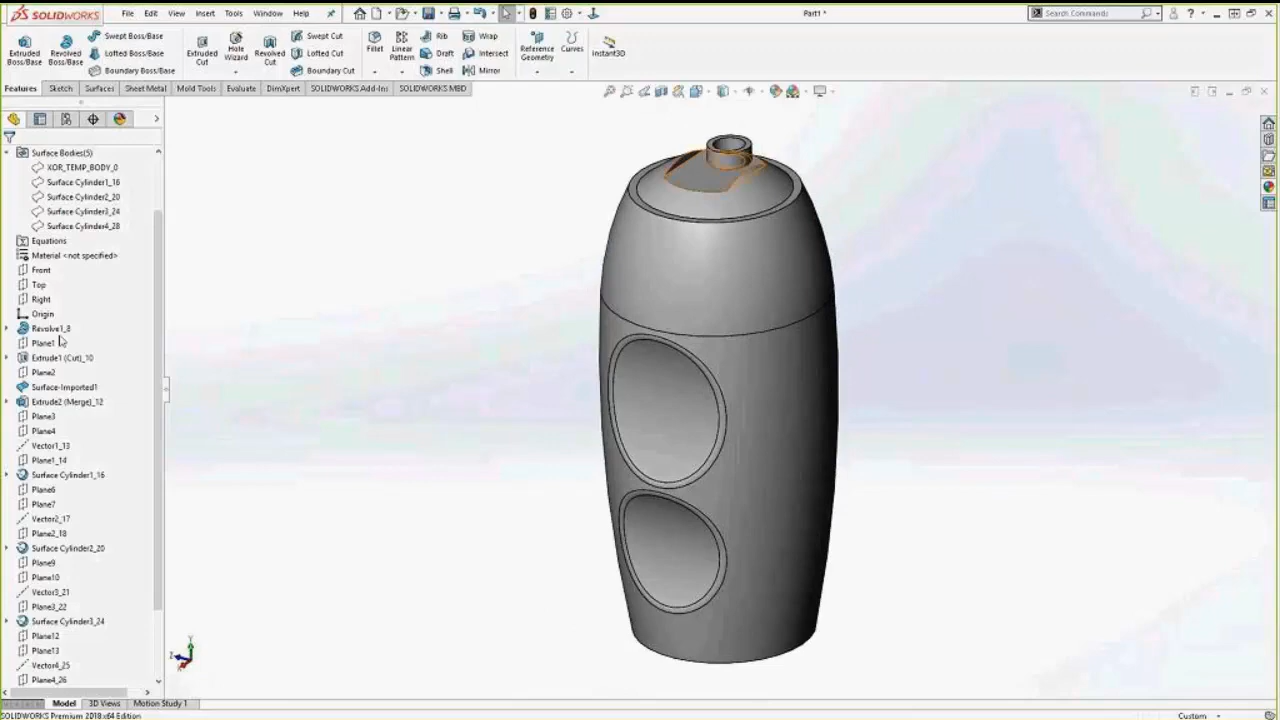 SOLIDWORKS File Edit View Insert Tools Window Help Part1 * Search Commands
Extruded Boss/Base Revolved Boss/Base Swept Boss/Base Lofted Boss/Base Boundary Boss/Base Extruded Cut Hole Wizard Revolved Cut Swept Cut Lofted Cut Boundary Cut Fillet Linear Pattern Rib Draft Shell Wrap Intersect Mirror Reference Geometry Curves Instant3D
Features Sketch Surfaces Sheet Metal Mold Tools Evaluate DimXpert SOLIDWORKS Add-Ins SOLIDWORKS MBD
Surface Bodies(5)
XOR_TEMP_BODY_0
Surface Cylinder1_16
Surface Cylinder2_20
Surface Cylinder3_24
Surface Cylinder4_28
Equations
Material <not specified>
Front
Top
Right
Origin
Revolve1_8
Plane1
Extrude1 (Cut)_10
Plane2
Surface-Imported1
Extrude2 (Merge)_12
Plane3
Plane4
Vector1_13
Plane1_14
Surface Cylinder1_16
Plane6
Plane7
Vector2_17
Plane2_18
Surface Cylinder2_20
Plane9
Plane10
Vector3_21
Plane3_22
Surface Cylinder3_24
Plane12
Plane13
Vector4_25
Plane4_26
Y
Z
X
Model 3D Views Motion Study 1
SOLIDWORKS Premium 2018 x64 Edition Custom